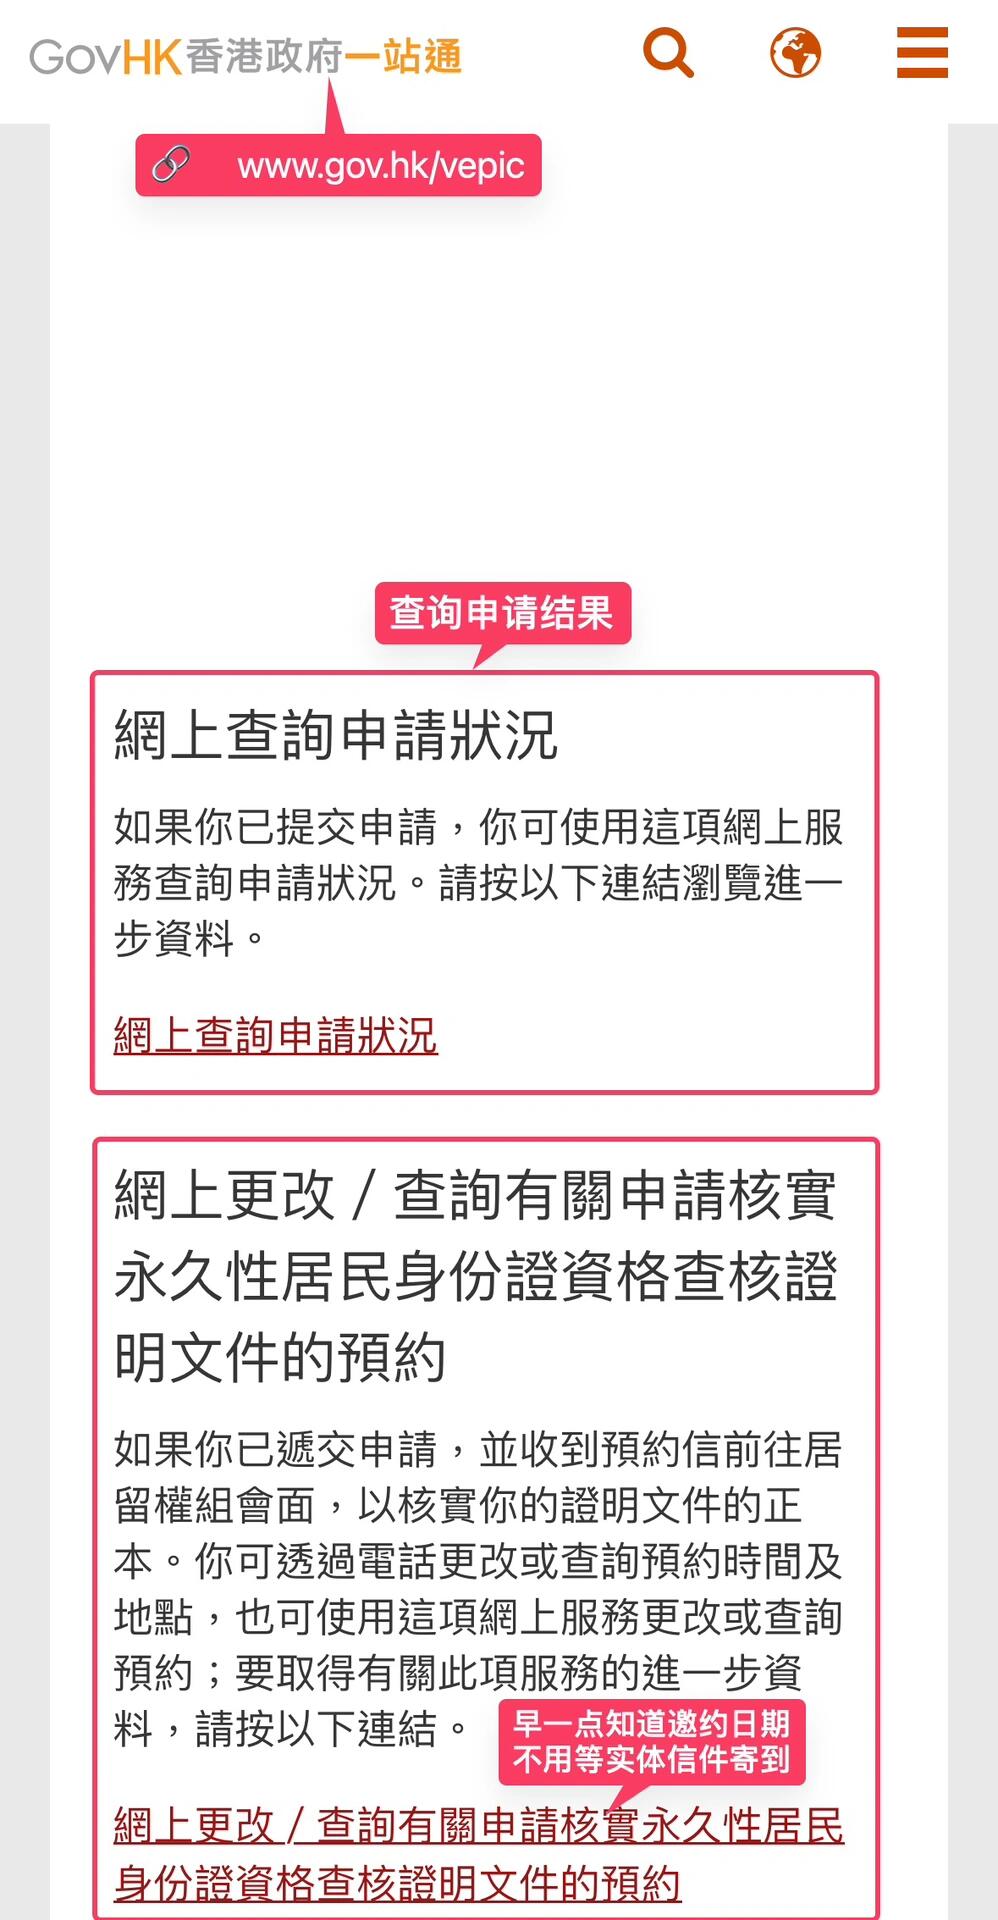 GovHK香港政府一站通
www.gov.hk/vepic
查询申请结果
網上查詢申請狀況
如果你已提交申請，你可使用這項網上服
務查詢申請狀況。請按以下連結瀏覽進一
步資料。
網上查詢申請狀況
網上更改 / 查詢有關申請核實
永久性居民身份證資格查核證
明文件的預約
如果你已遞交申請，並收到預約信前往居
留權組會面，以核實你的證明文件的正
本。你可透過電話更改或查詢預約時間及
地點，也可使用這項網上服務更改或查詢
預約；要取得有關此項服務的進一步資
料，請按以下連結。
早一点知道邀约日期
不用等实体信件寄到
網上更改 / 查詢有關申請核實永久性居民
身份證資格查核證明文件的預約